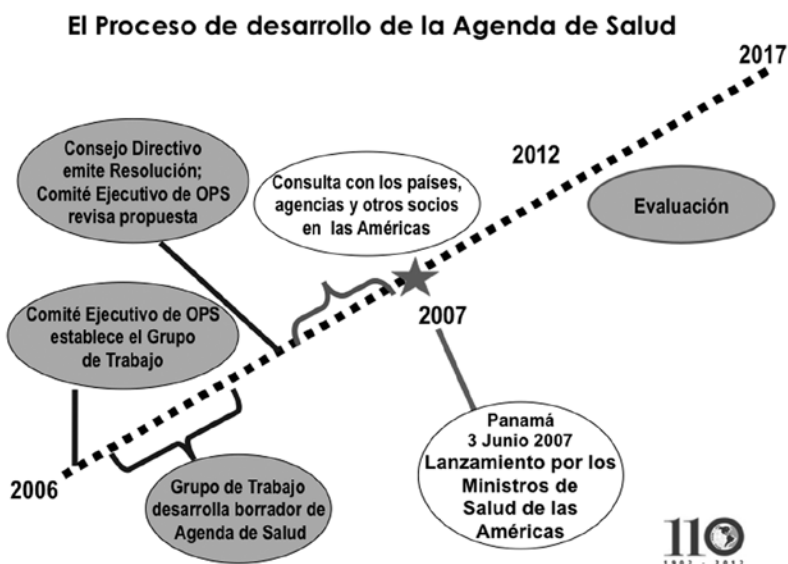 El Proceso de desarrollo de la Agenda de Salud
2017
Consejo Directivo
emite Resolución;
Comité Ejecutivo de OPS
revisa propuesta
2012
Consulta con los países,
agencias y otros socios
en las Américas
Evaluación
Comité Ejecutivo de OPS
establece el Grupo
de Trabajo
2007
Panamá
3 Junio 2007
Lanzamiento por los
Ministros de
Salud de las
Américas
2006
Grupo de Trabajo
desarrolla borrador de
Agenda de Salud
110